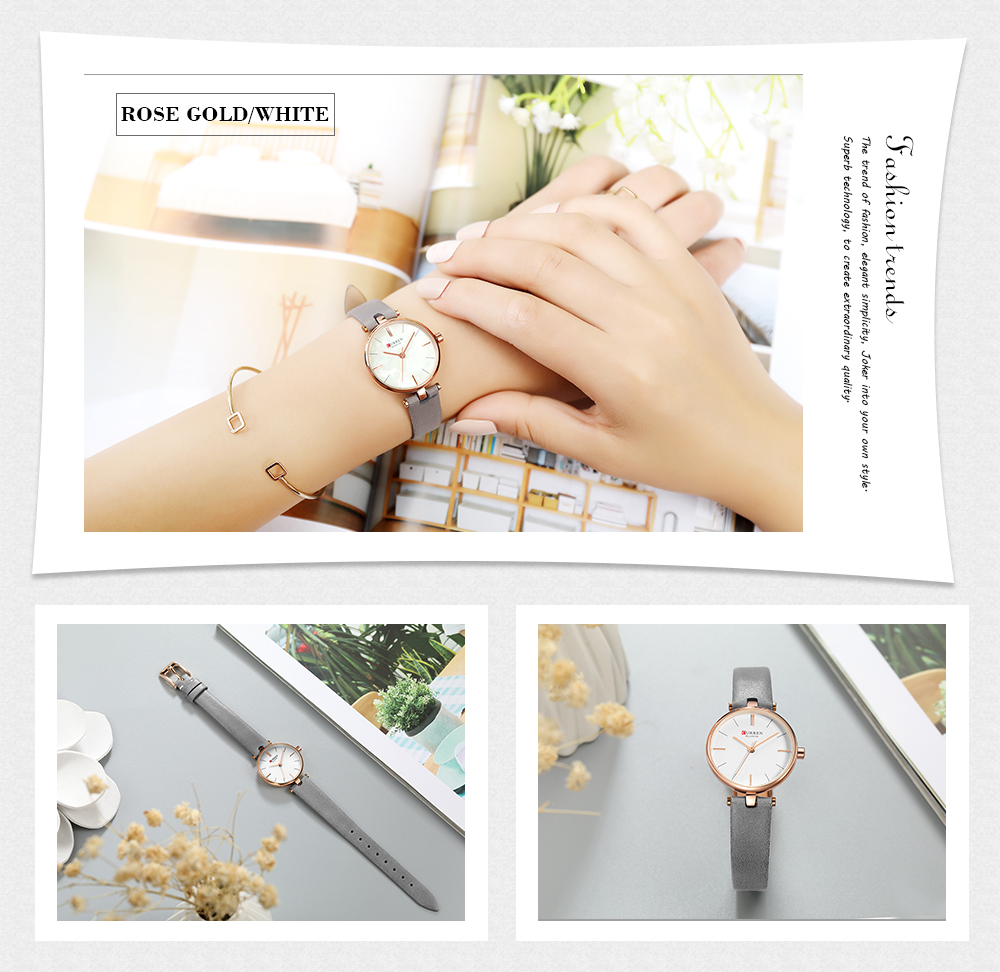 ROSE GOLD/WHITE
Fashion trends
The trend of fashion, elegant simplicity, Joker into your own style.
Superb technology, to create extraordinary quality.
CURREN
CURREN